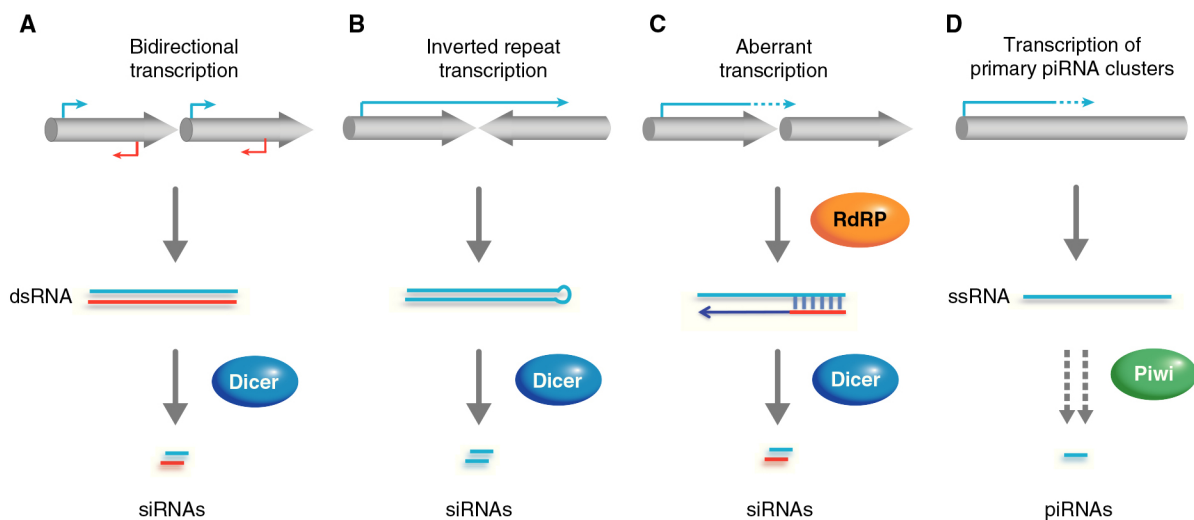 A
Bidirectional
transcription
dsRNA
Dicer
siRNAs
B
Inverted repeat
transcription
Dicer
siRNAs
C
Aberrant
transcription
RdRP
Dicer
siRNAs
D
Transcription of
primary piRNA clusters
ssRNA
Piwi
piRNAs